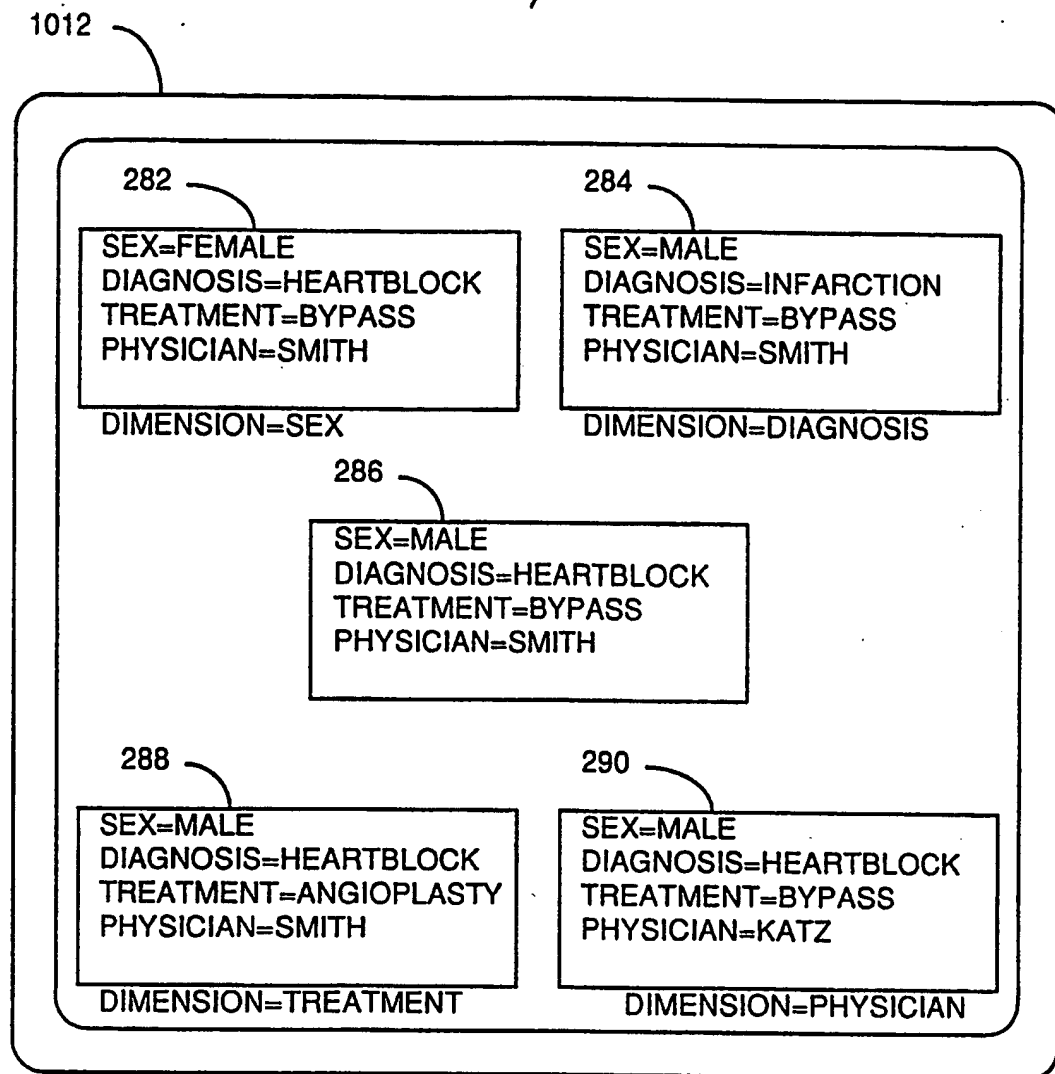 1012
282
SEX=FEMALE
DIAGNOSIS=HEARTBLOCK
TREATMENT=BYPASS
PHYSICIAN=SMITH
DIMENSION=SEX
284
SEX=MALE
DIAGNOSIS=INFARCTION
TREATMENT=BYPASS
PHYSICIAN=SMITH
DIMENSION=DIAGNOSIS
286
SEX=MALE
DIAGNOSIS=HEARTBLOCK
TREATMENT=BYPASS
PHYSICIAN=SMITH
288
SEX=MALE
DIAGNOSIS=HEARTBLOCK
TREATMENT=ANGIOPLASTY
PHYSICIAN=SMITH
DIMENSION=TREATMENT
290
SEX=MALE
DIAGNOSIS=HEARTBLOCK
TREATMENT=BYPASS
PHYSICIAN=KATZ
DIMENSION=PHYSICIAN